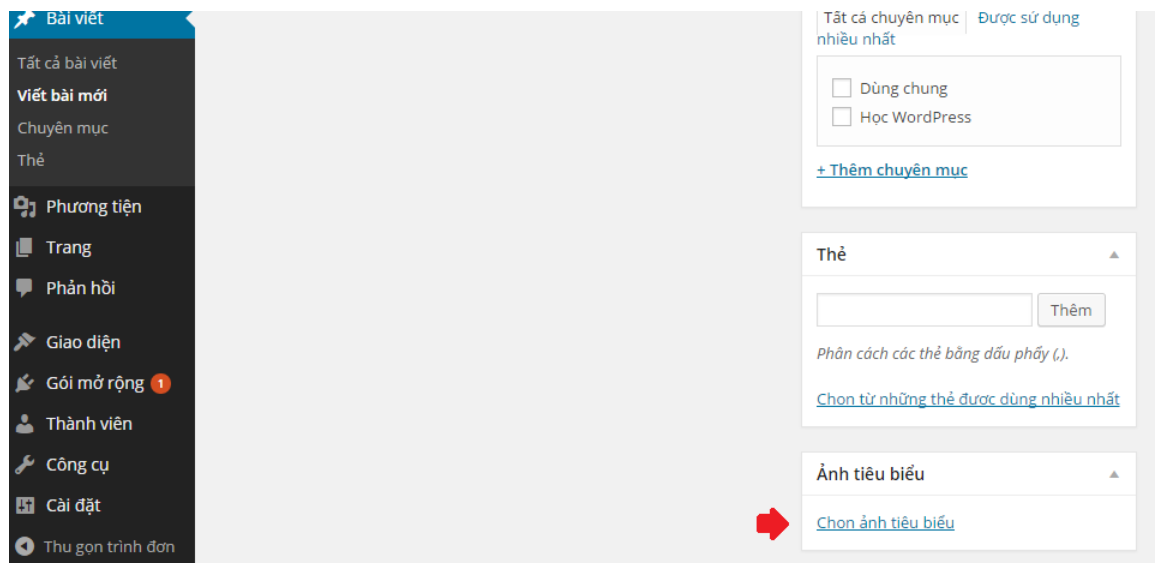 Bài viết
Tất cả bài viết
Viết bài mới
Chuyên mục
Thẻ
Phương tiện
Trang
Phản hồi
Giao diện
Gói mở rộng 1
Thành viên
Công cụ
Cài đặt
Thu gọn trình đơn
Tất cả chuyên mục Được sử dụng
nhiều nhất
Dùng chung
Học WordPress
+ Thêm chuyên mục
Thẻ
Thêm
Phân cách các thẻ bằng dấu phẩy (,).
Chọn từ những thẻ được dùng nhiều nhất
Ảnh tiêu biểu
Chọn ảnh tiêu biểu